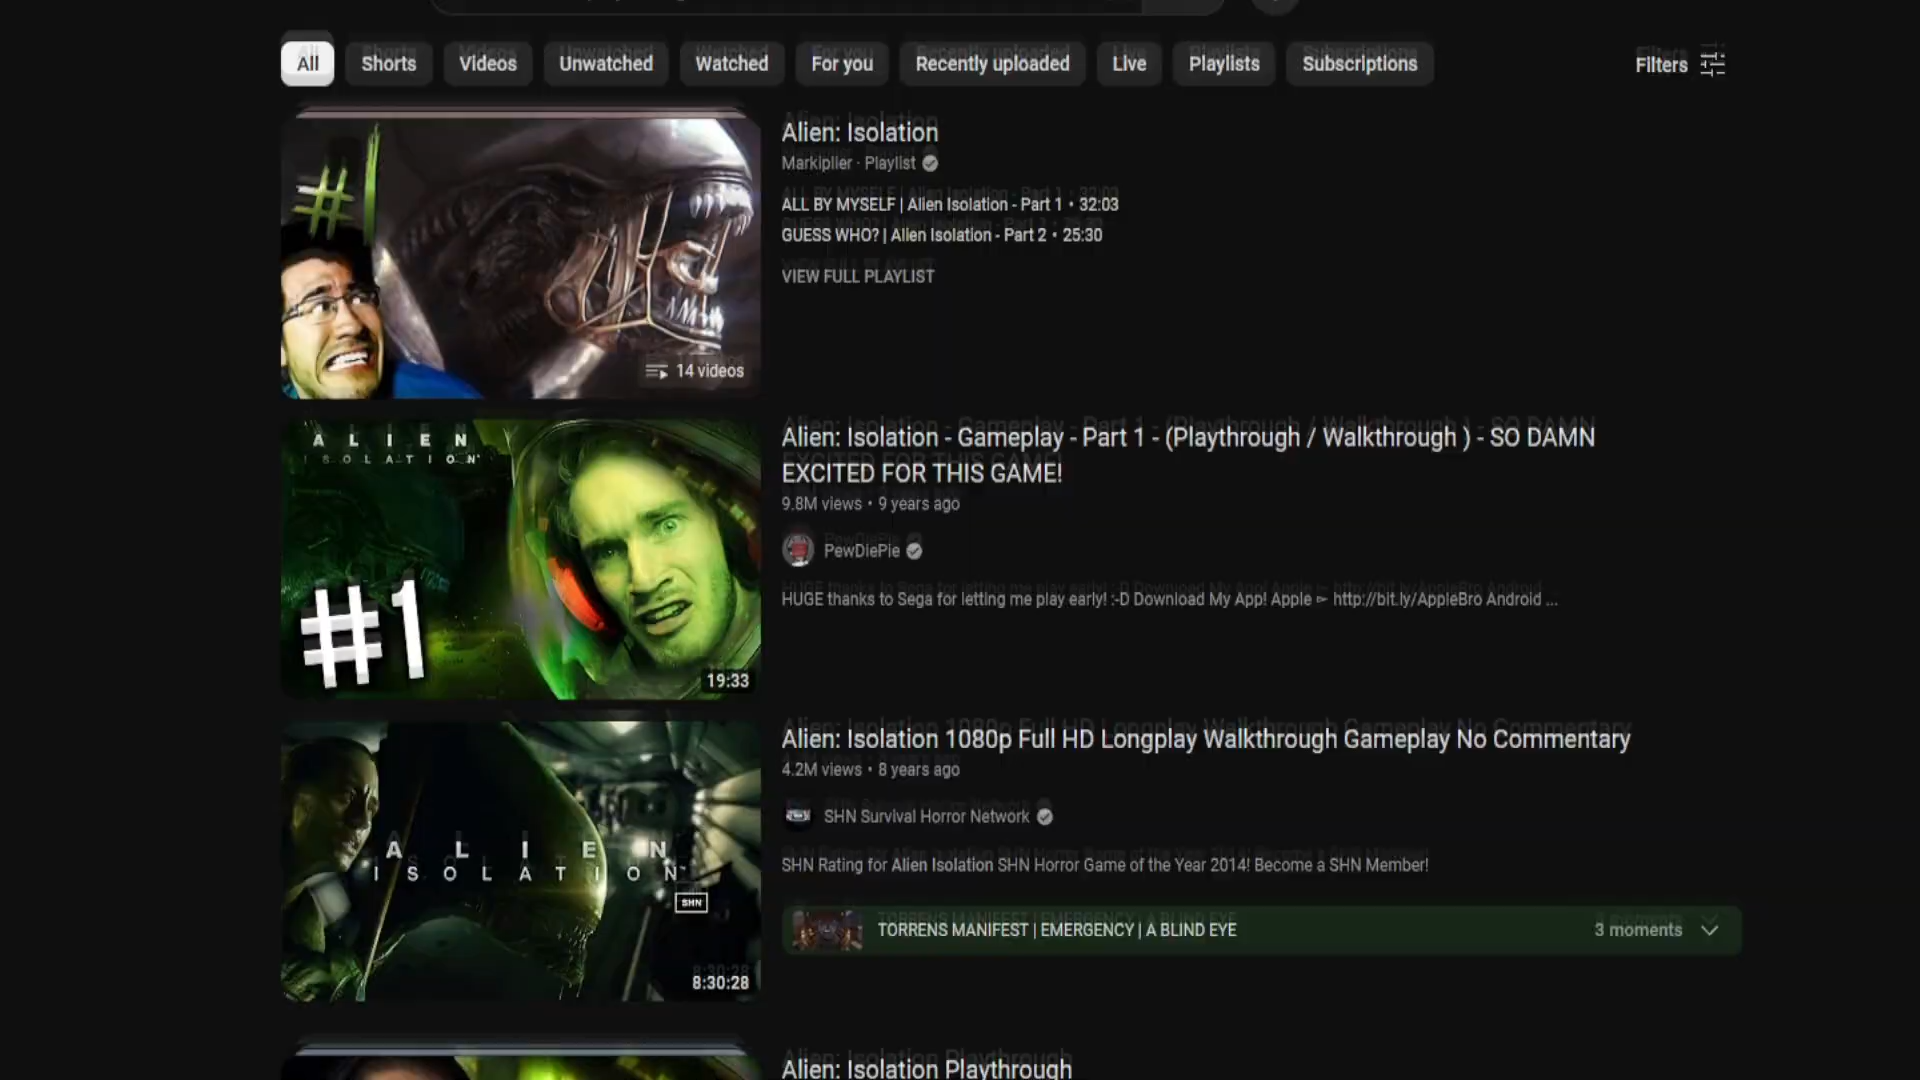 All
Shorts
Videos
Unwatched
Watched
For you
Recently uploaded
Live
Playlists
Subscriptions
Filters
#
14 videos
Alien: Isolation
Markiplier · Playlist
ALL BY MYSELF | Alien Isolation - Part 1 • 32:03
GUESS WHO? | Alien Isolation - Part 2 • 25:30
VIEW FULL PLAYLIST
ALIEN
ISOLATION
#1
19:33
Alien: Isolation - Gameplay - Part 1 - (Playthrough / Walkthrough ) - SO DAMN
EXCITED FOR THIS GAME!
9.8M views • 9 years ago
PewDiePie
HUGE thanks to Sega for letting me play early! :-D Download My App! Apple ► http://bit.ly/AppleBro Android ...
ALIEN
ISOLATION
SHN
8:30:28
Alien: Isolation 1080p Full HD Longplay Walkthrough Gameplay No Commentary
4.2M views • 8 years ago
SHN Survival Horror Network
SHN Rating for Alien Isolation SHN Horror Game of the Year 2014! Become a SHN Member!
TORRENS MANIFEST | EMERGENCY | A BLIND EYE
3 moments
Alien: Isolation Playthrough